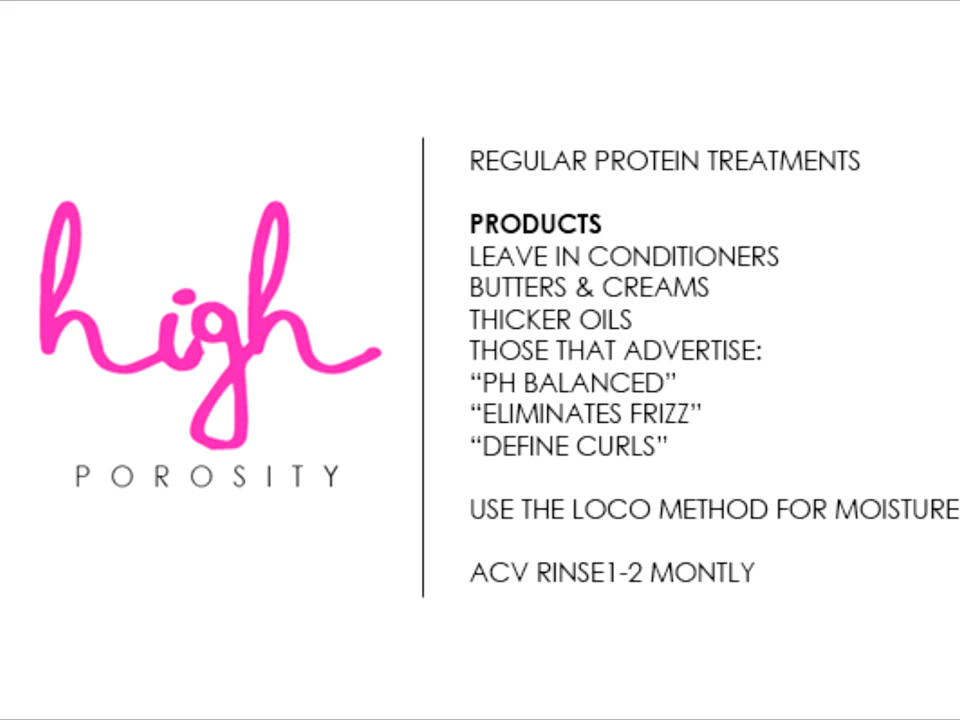 high
POROSITY
REGULAR PROTEIN TREATMENTS
PRODUCTS
LEAVE IN CONDITIONERS
BUTTERS & CREAMS
THICKER OILS
THOSE THAT ADVERTISE:
“PH BALANCED”
“ELIMINATES FRIZZ”
“DEFINE CURLS”
USE THE LOCO METHOD FOR MOISTURE
ACV RINSE1-2 MONTLY